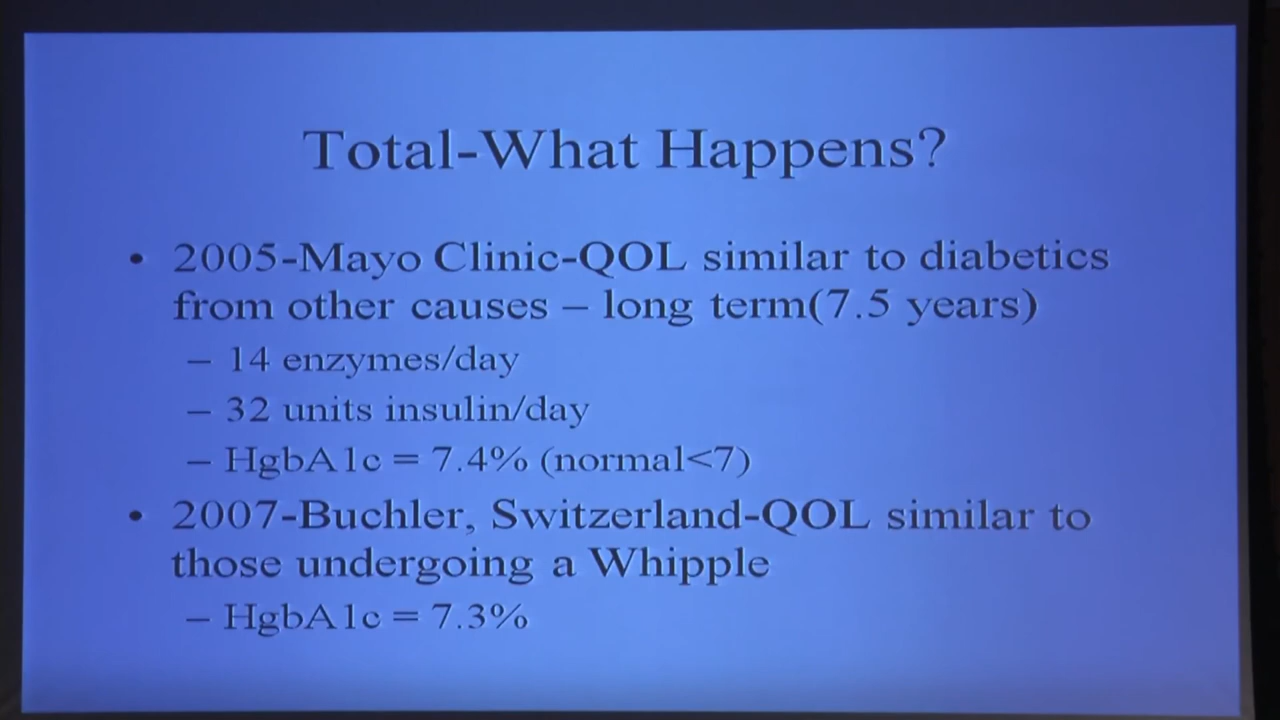 Total-What Happens?
• 2005-Mayo Clinic-QOL similar to diabetics
from other causes – long term(7.5 years)
– 14 enzymes/day
– 32 units insulin/day
– HgbA1c = 7.4% (normal<7)
• 2007-Buchler, Switzerland-QOL similar to
those undergoing a Whipple
– HgbA1c = 7.3%